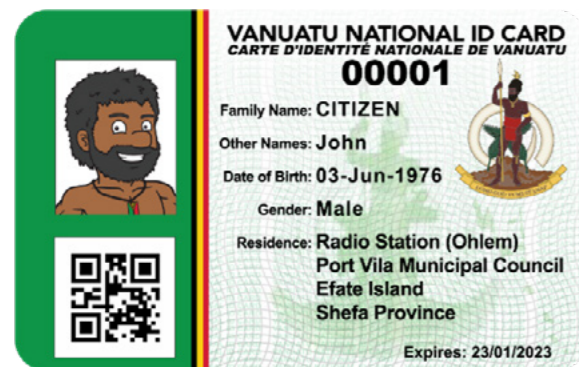 VANUATU NATIONAL ID CARD
CARTE D'IDENTITÉ NATIONALE DE VANUATU
00001
Family Name: CITIZEN
Other Names: John
Date of Birth: 03-Jun-1976
Gender: Male
Residence: Radio Station (Ohlem)
Port Vila Municipal Council
Efate Island
Shefa Province
Expires: 23/01/2023